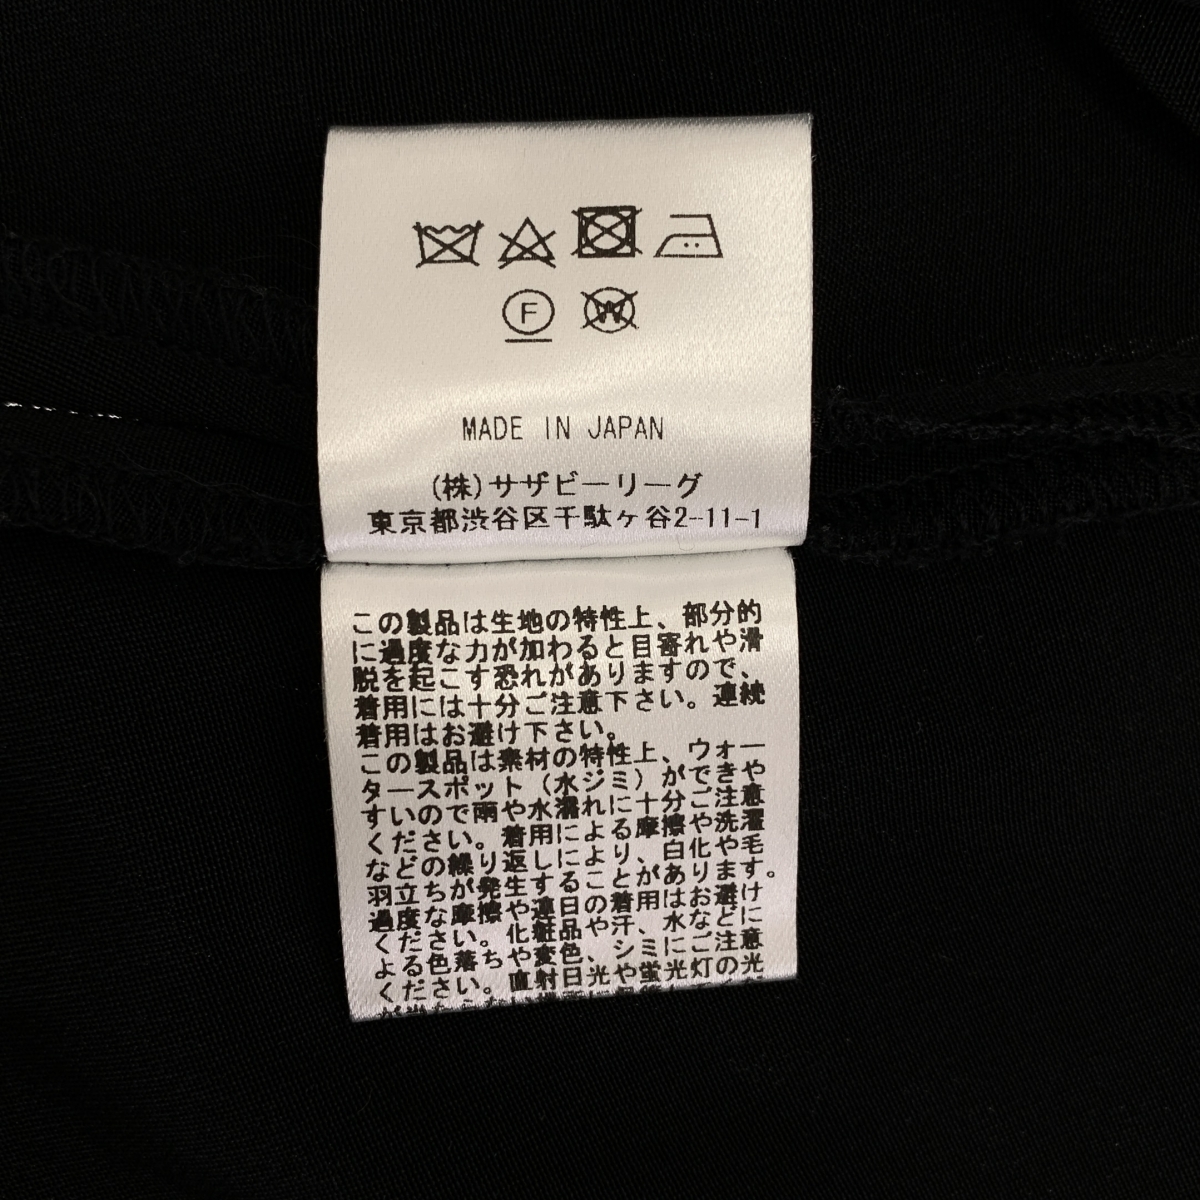 F
W
MADE IN JAPAN
(株)サザビーリーグ
東京都渋谷区千駄ヶ谷2-11-1
この製品は生地の特性上、部分的
に過度な力が加わると目寄れや滑
脱を起こす恐れがありますので、
着用には十分ご注意下さい。連続
着用はお避け下さい。
この製品は素材の特性上、ウォー
タースポット（水ジミ）ができや
すいので雨や水濡れに十分ご注意
ください。着用による摩擦や洗濯
などの繰り返しにより、白化や毛
羽立ちが発生することがあります。
過度な摩擦や連日の着用はお避け
ください。化粧品や汗、水などに
よる色落ちや変色、シミにご注意
ください。直射日光や蛍光灯の光